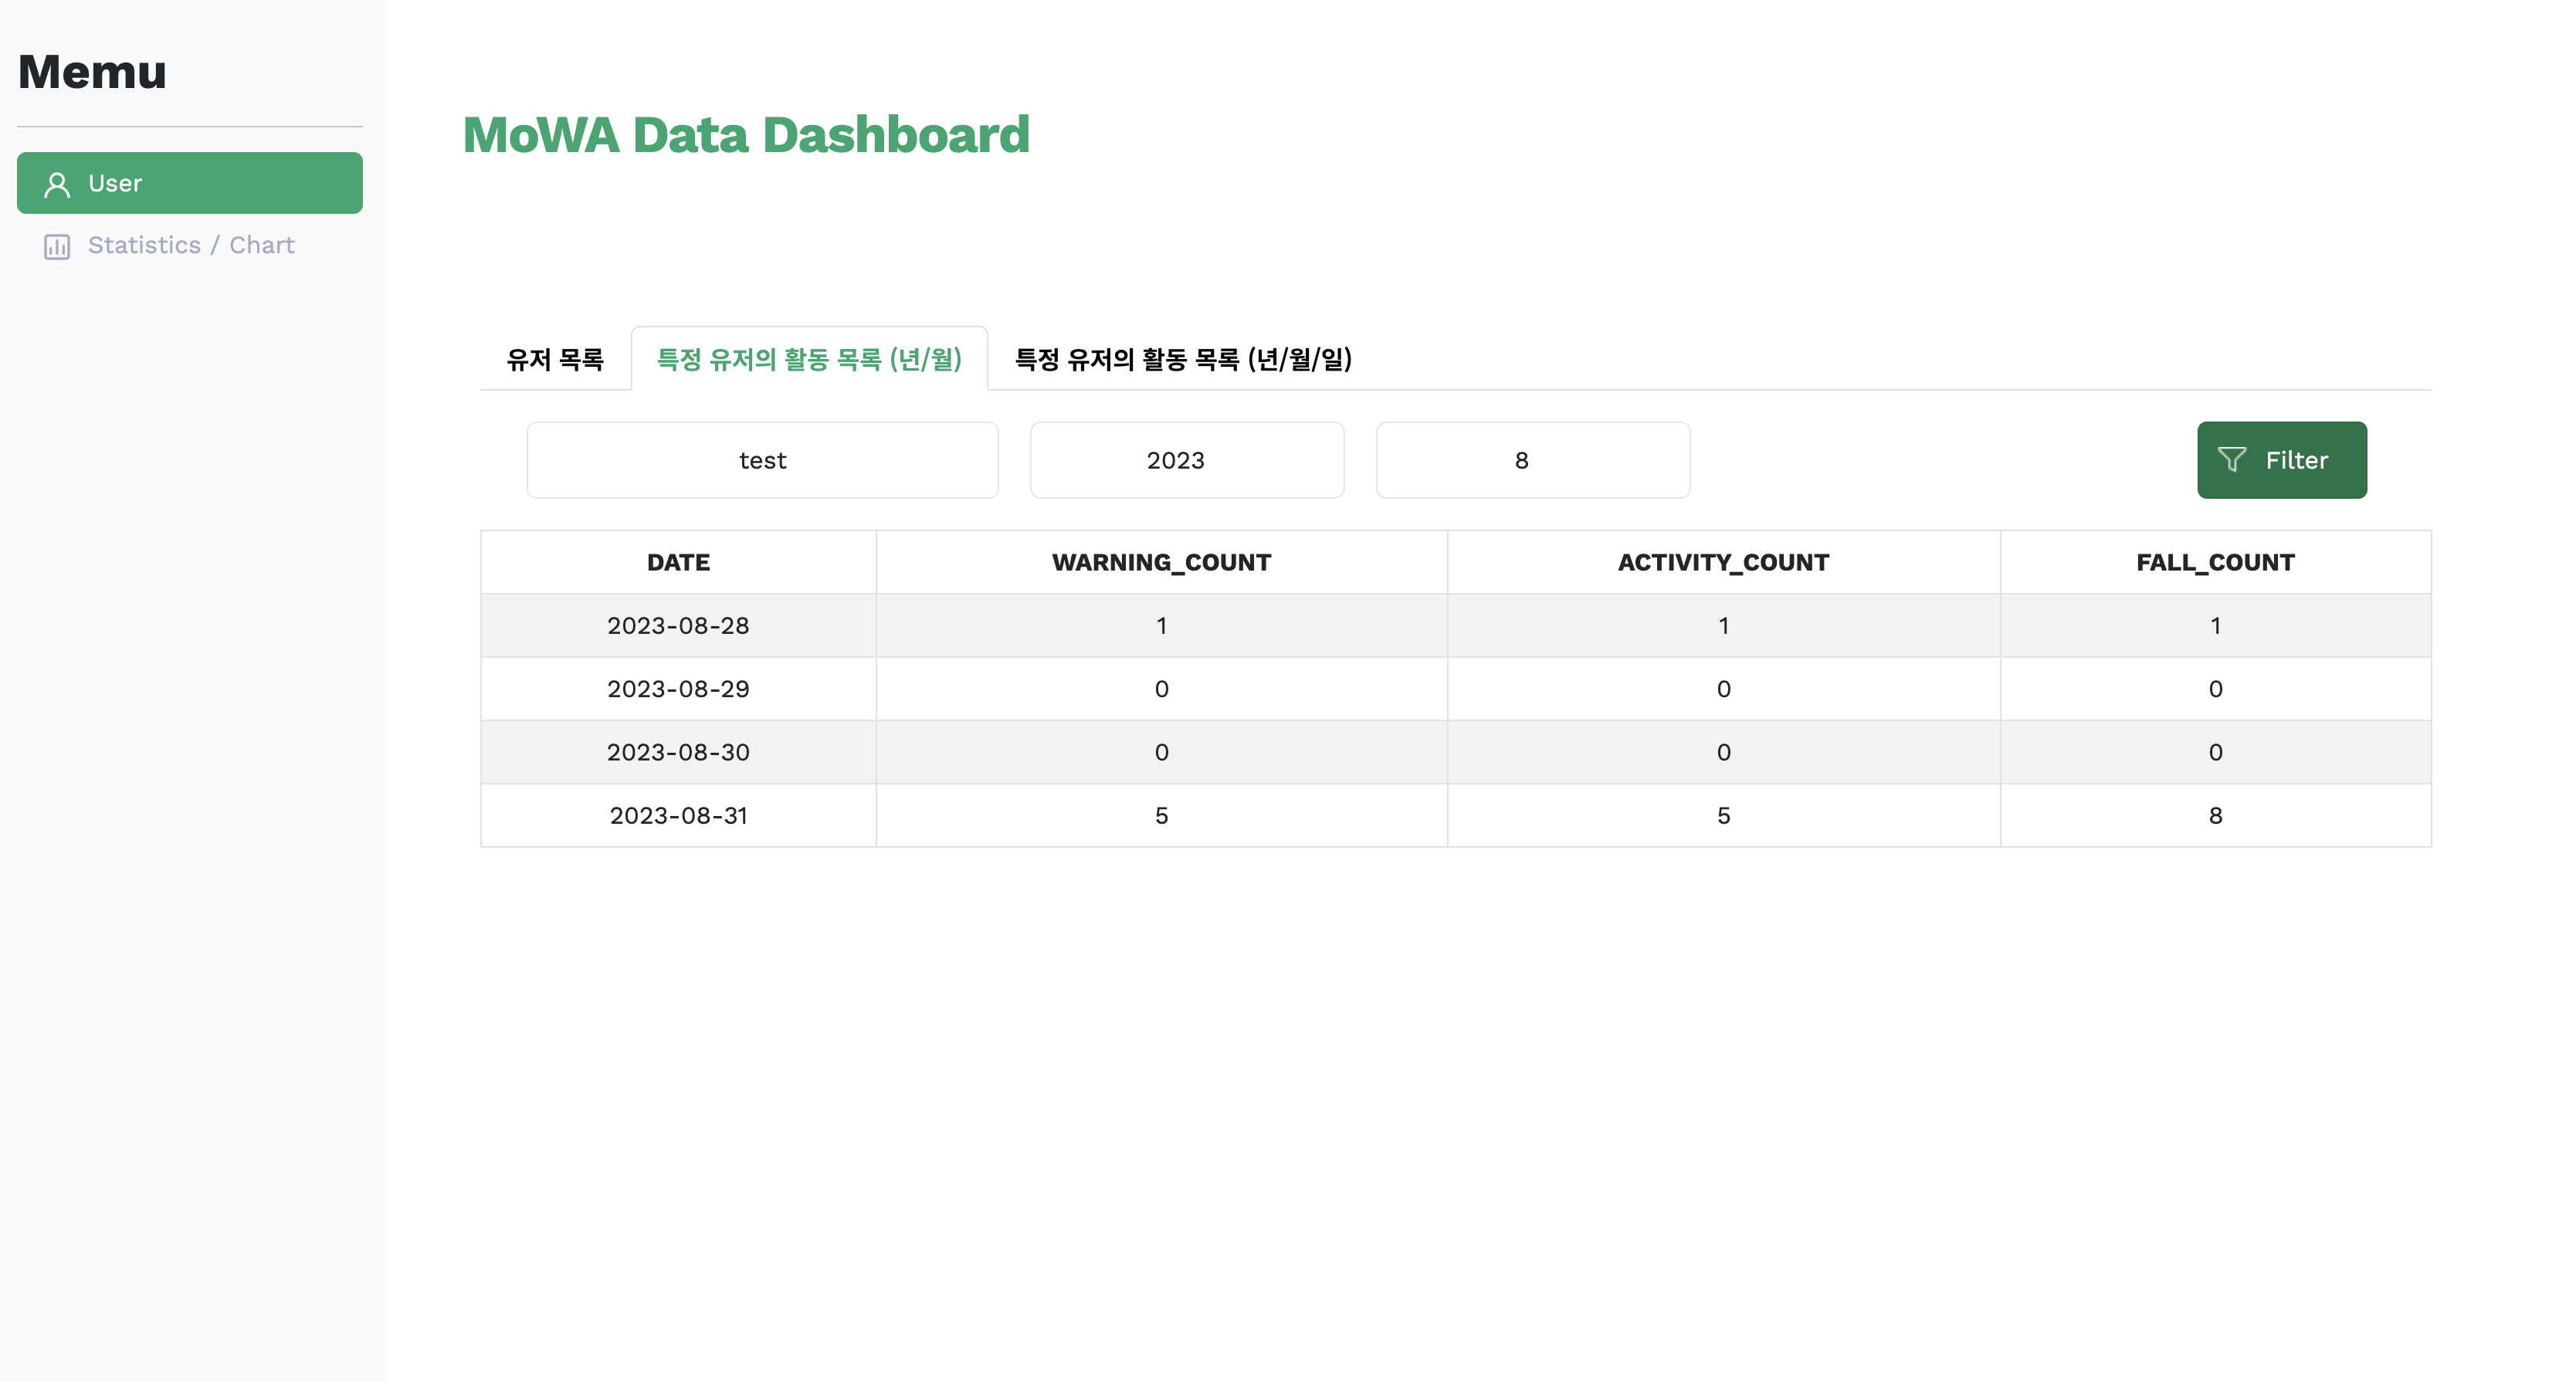 Memu
User
Statistics / Chart
MoWA Data Dashboard
유저 목록 특정 유저의 활동 목록 (년/월) 특정 유저의 활동 목록 (년/월/일)
test 2023 8 Filter
DATE WARNING_COUNT ACTIVITY_COUNT FALL_COUNT
2023-08-28 1 1 1
2023-08-29 0 0 0
2023-08-30 0 0 0
2023-08-31 5 5 8